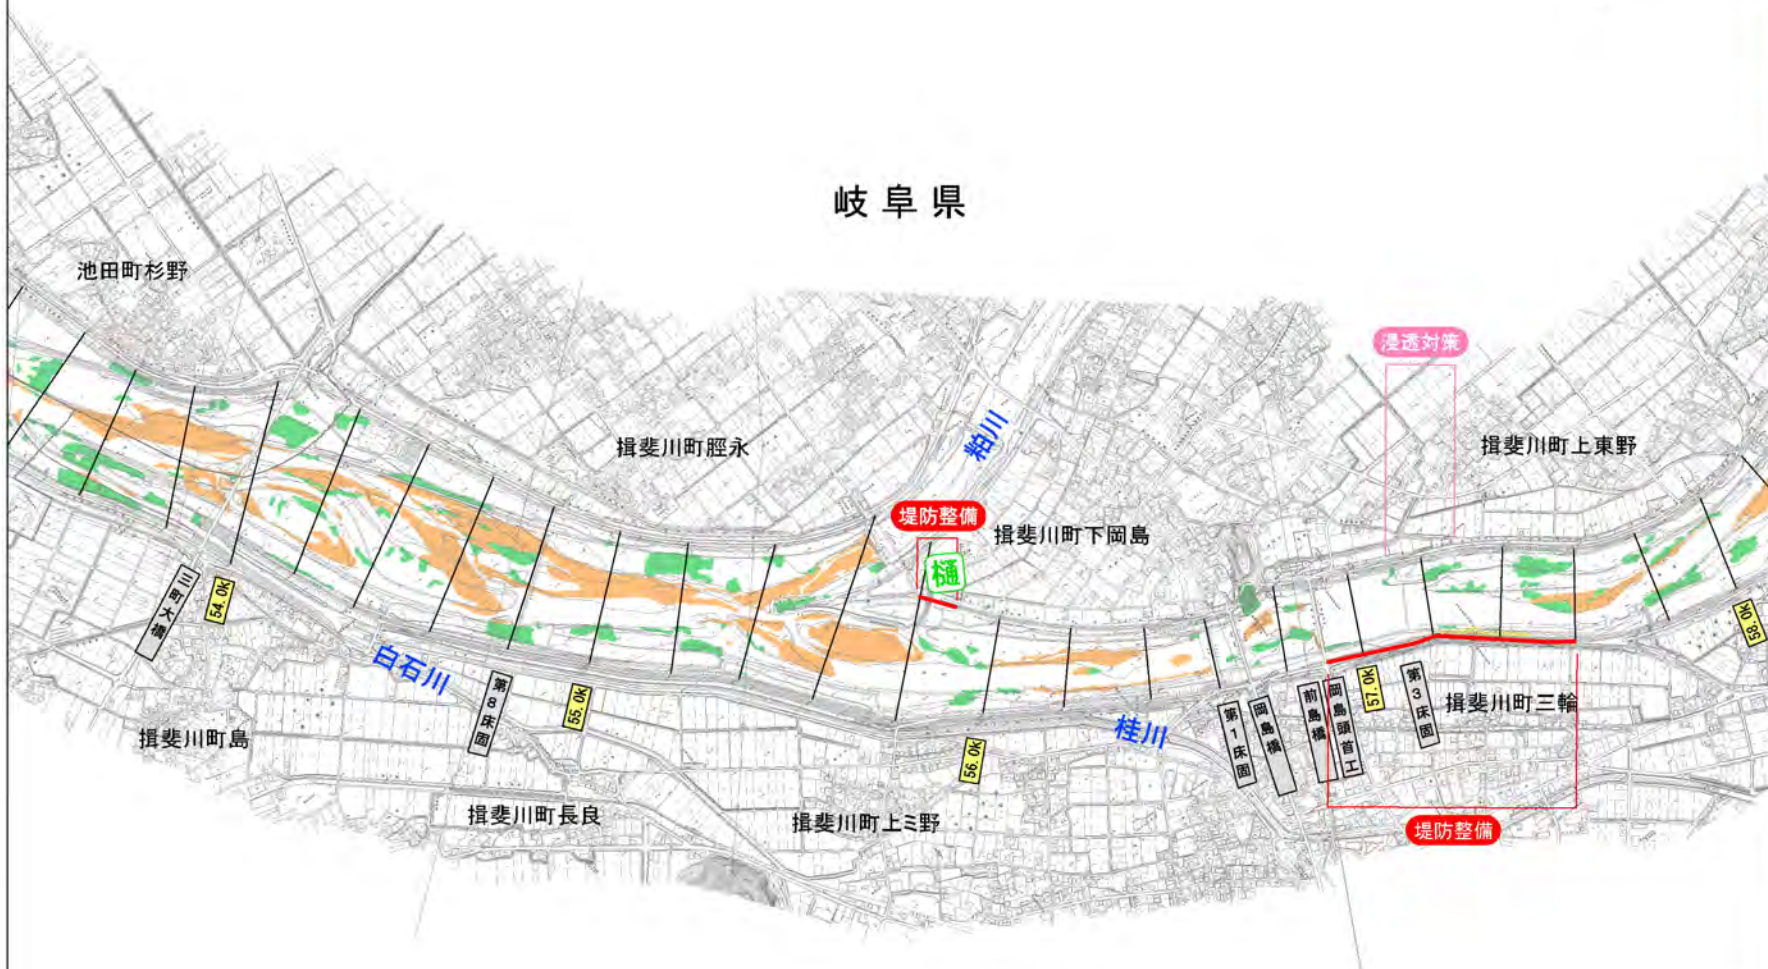 岐阜県
池田町杉野
浸透対策
揖斐川町脛永
粕川
揖斐川町上東野
堤防整備
揖斐川町下岡島
樋
三町大橋
54.0K
白石川
第8床固
55.0K
揖斐川町島
桂川
56.0K
第1床固
岡島橋
前島橋
岡島頭首工
57.0K
第3床固
揖斐川町三輪
58.0K
揖斐川町長良
揖斐川町上ミ野
堤防整備